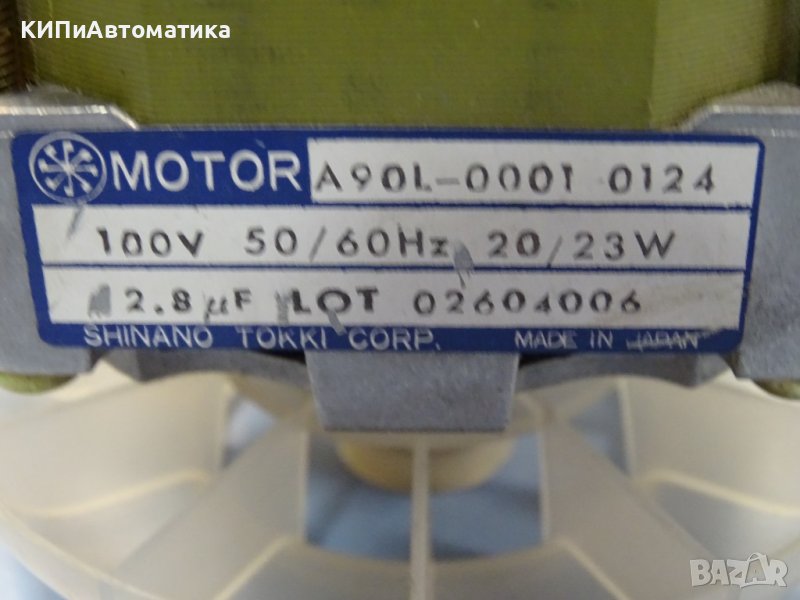 КИПиАвтоматика
MOTOR A90L-0001 0124
100V 50/60Hz 20/23W
2.8μF LOT 02604006
SHINANO TOKKI CORP. MADE IN JAPAN
BAZAR